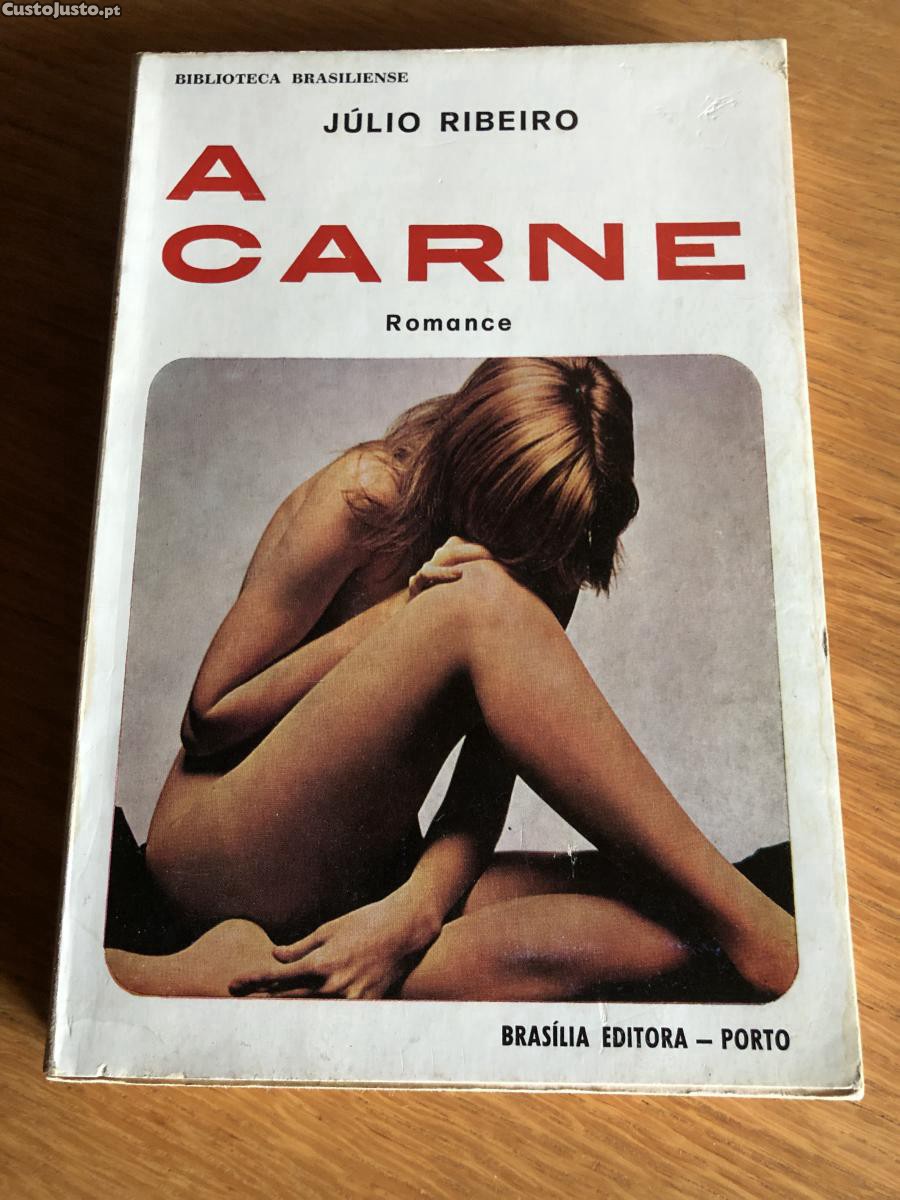 CustoJusto.pt
BIBLIOTECA BRASILIENSE
JÚLIO RIBEIRO
A
CARNE
Romance
BRASÍLIA EDITORA – PORTO